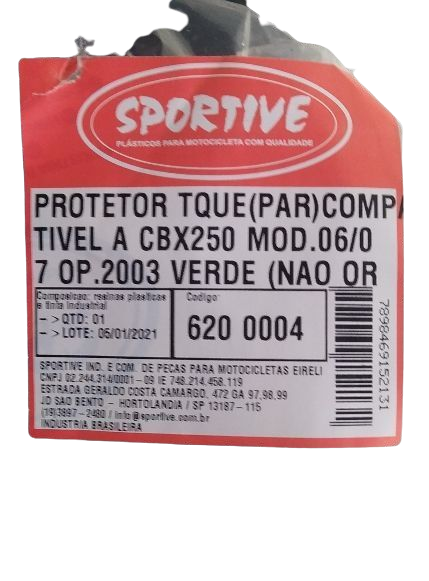 SPORTIVE
PLÁSTICOS PARA MOTOCICLETA COM QUALIDADE
PROTETOR TQUE(PAR)COMPA
TIVEL A CBX250 MOD.06/0
7 OP.2003 VERDE (NAO OR
Composicao: resinas plasticas
e tinta industrial
- > QTD: 01
- > LOTE: 06/01/2021
Codigo
620 0004
7898469152131
SPORTIVE IND. E COM. DE PECAS PARA MOTOCICLETAS EIRELI
CNPJ 02.244.314/0001-09 IE 748.214.458.119
ESTRADA GERALDO COSTA CAMARGO, 472 GA 97,98,99
JD SAO BENTO - HORTOLANDIA / SP 13187-115
(19)3897-2480 / info@sportive.com.br
INDUSTRIA BRASILEIRA